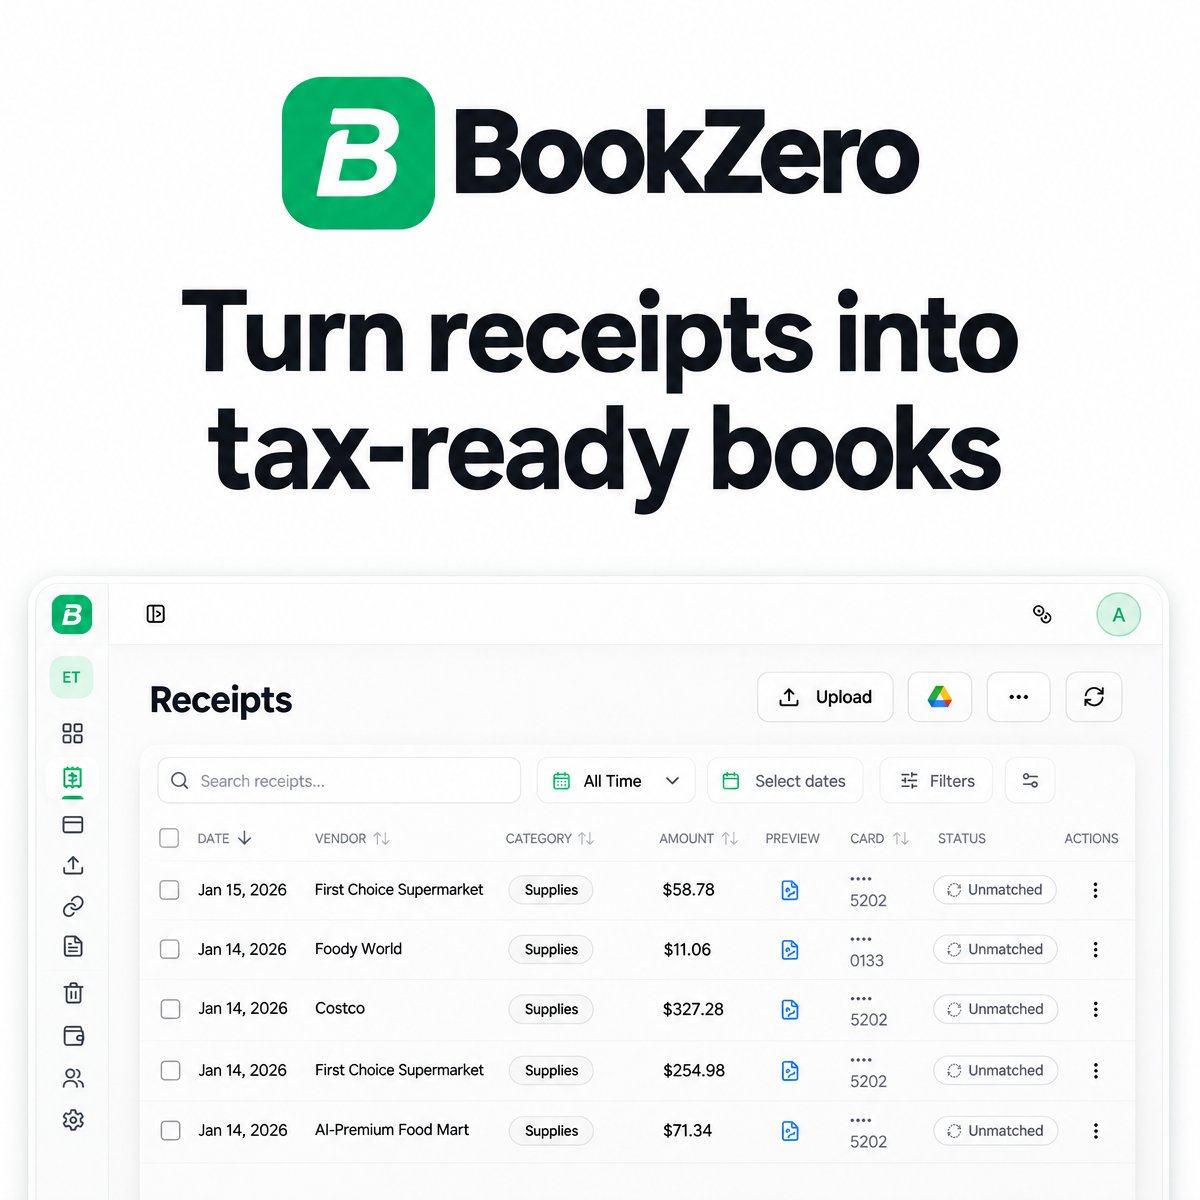 B BookZero
Turn receipts into
tax-ready books
B
A
ET
Receipts
Upload
Search receipts...
All Time
Select dates
Filters
DATE VENDOR CATEGORY AMOUNT PREVIEW CARD STATUS ACTIONS
Jan 15, 2026 First Choice Supermarket Supplies $58.78 •••• 5202 Unmatched
Jan 14, 2026 Foody World Supplies $11.06 •••• 0133 Unmatched
Jan 14, 2026 Costco Supplies $327.28 •••• 5202 Unmatched
Jan 14, 2026 First Choice Supermarket Supplies $254.98 •••• 5202 Unmatched
Jan 14, 2026 AI-Premium Food Mart Supplies $71.34 •••• 5202 Unmatched